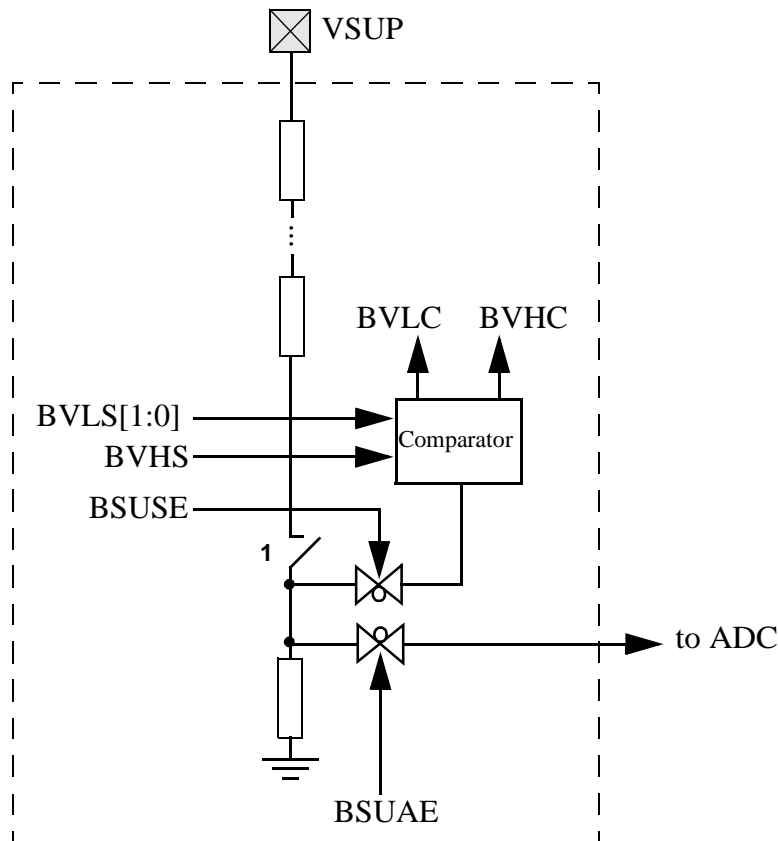 VSUP
BVLC BVHC
BVLS[1:0]
Comparator
BVHS
BSUSE
1
to ADC
BSUAE